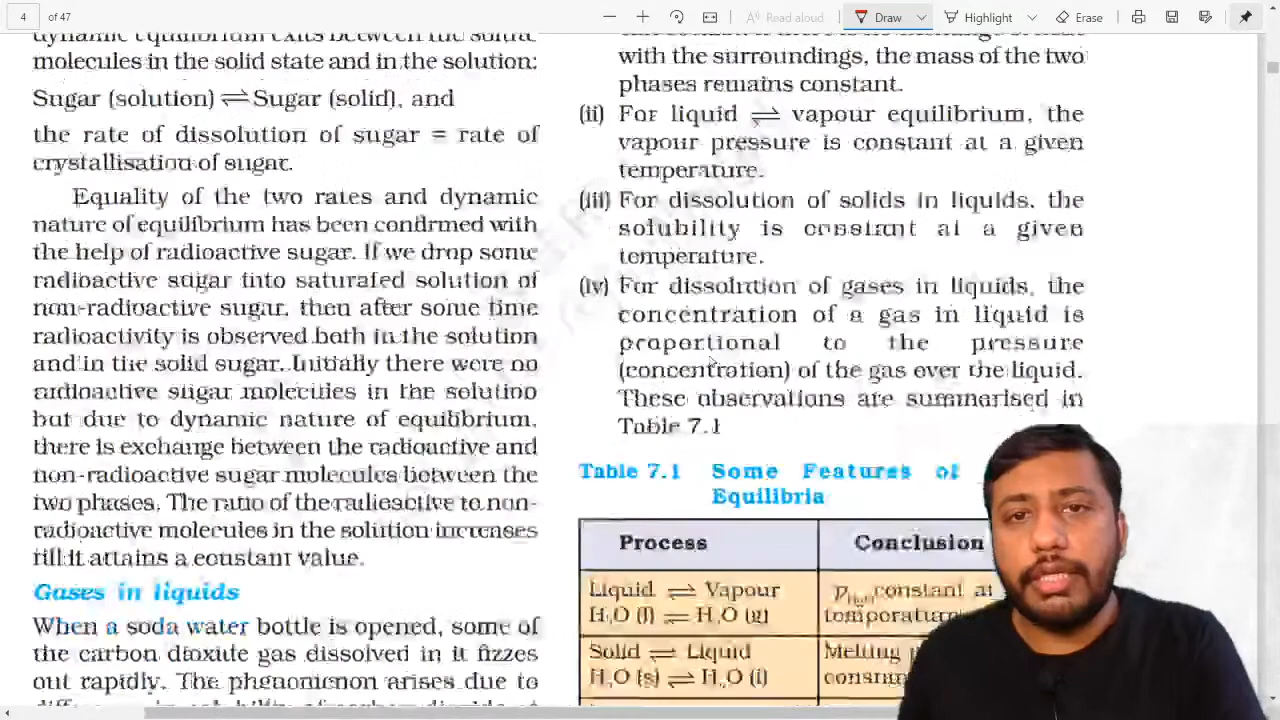 4 of 47
Read aloud
Draw
Highlight
Erase
dynamic equilibrium exits between the solute
molecules in the solid state and in the solution:
Sugar (solution) ⇌ Sugar (solid), and
the rate of dissolution of sugar = rate of
crystallisation of sugar.
Equality of the two rates and dynamic
nature of equilibrium has been confirmed with
the help of radioactive sugar. If we drop some
radioactive sugar into saturated solution of
non-radioactive sugar, then after some time
radioactivity is observed both in the solution
and in the solid sugar. Initially there were no
radioactive sugar molecules in the solution
but due to dynamic nature of equilibrium,
there is exchange between the radioactive and
non-radioactive sugar molecules between the
two phases. The ratio of the radioactive to non-
radioactive molecules in the solution increases
till it attains a constant value.
Gases in liquids
When a soda water bottle is opened, some of
the carbon dioxide gas dissolved in it fizzes
out rapidly. The phenomenon arises due to
with the surroundings, the mass of the two
phases remains constant.
(ii) For liquid ⇌ vapour equilibrium, the
vapour pressure is constant at a given
temperature.
(iii) For dissolution of solids in liquids, the
solubility is constant at a given
temperature.
(iv) For dissolution of gases in liquids, the
concentration of a gas in liquid is
proportional to the pressure
(concentration) of the gas over the liquid.
These observations are summarised in
Table 7.1
Table 7.1 Some Features of
Equilibria
Process Conclusion
Liquid ⇌ Vapour
H₂O (l) ⇌ H₂O (g)
constant at
Solid ⇌ Liquid
H₂O (s) ⇌ H₂O (l)
Melting